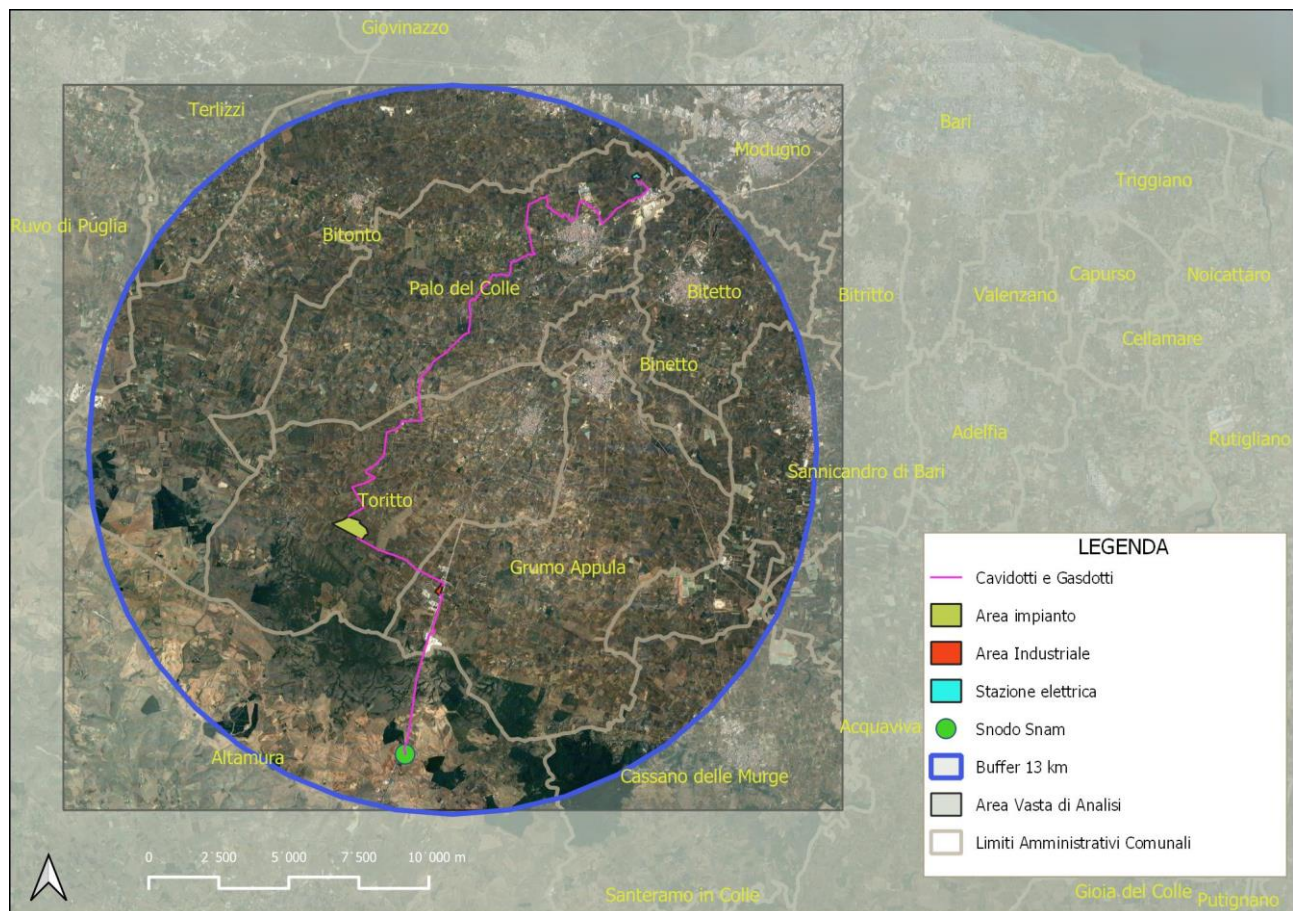 Giovinazzo
Terlizzi
Bari
Modugno
Triggiano
Ruvo di Puglia
Bitonto
Palo del Colle
Bitetto
Bitritto
Valenzano
Capurso
Noicattaro
Cellamare
Binetto
Adelfia
Rutigliano
Sannicandro di Bari
Toritto
Grumo Appula
Altamura
Cassano delle Murge
Acquaviva
Santeramo in Colle
Gioia del Colle
Putignano
0 2'500 5'000 7'500 10'000 m
LEGENDA
Cavidotti e Gasdotti
Area impianto
Area Industriale
Stazione elettrica
Snodo Snam
Buffer 13 km
Area Vasta di Analisi
Limiti Amministrativi Comunali